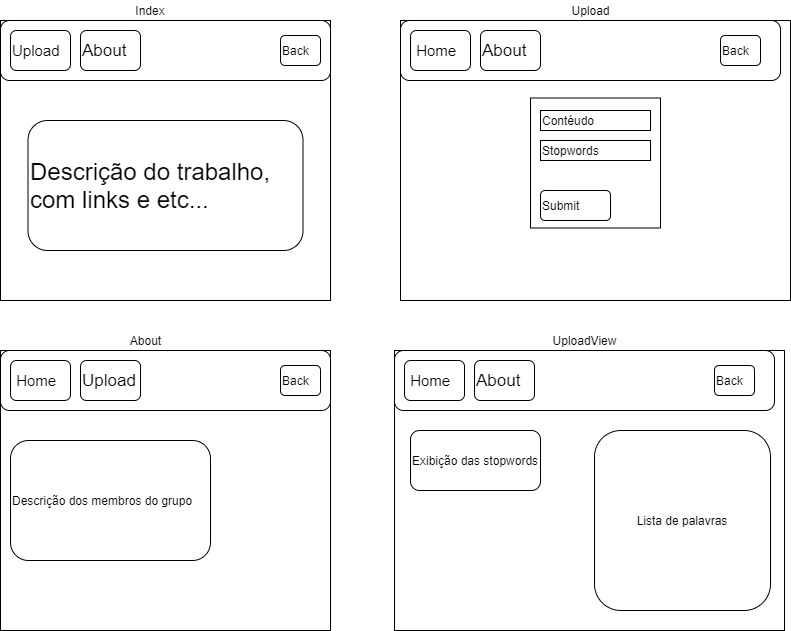 Index
Upload
About
Back
Descrição do trabalho,
com links e etc...
Upload
Home
About
Back
Contéudo
Stopwords
Submit
About
Home
Upload
Back
Descrição dos membros do grupo
UploadView
Home
About
Back
Exibição das stopwords
Lista de palavras